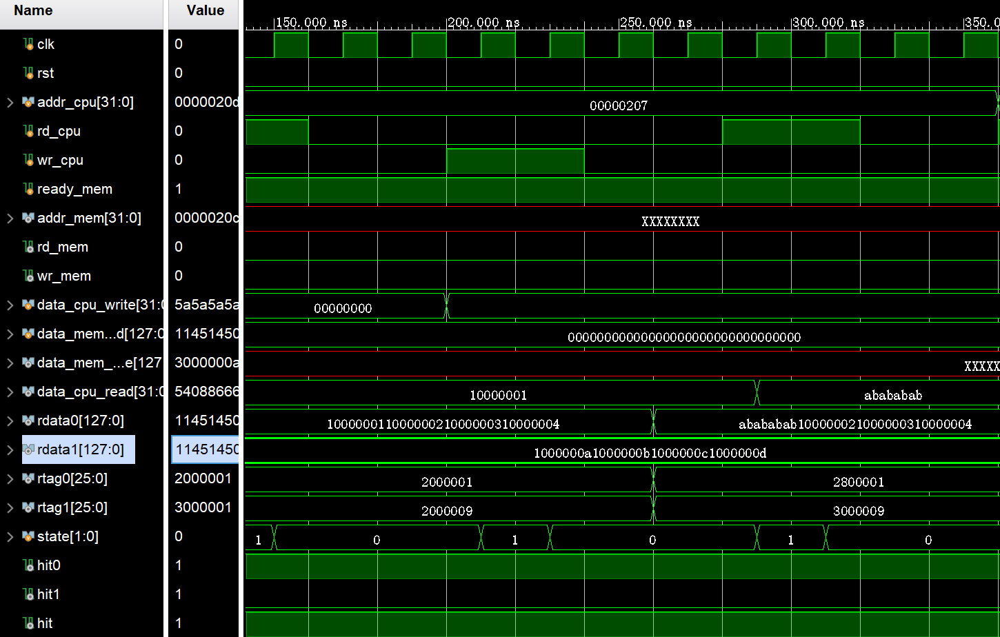 Name Value
150.000 ns 200.000 ns 250.000 ns 300.000 ns 350.0
clk 0
rst 0
addr_cpu[31:0] 0000020d 00000207
rd_cpu 0
wr_cpu 0
ready_mem 1
addr_mem[31:0] 0000020c XXXXXXXX
rd_mem 0
wr_mem 0
data_cpu_write[31:0 5a5a5a5a 00000000
data_mem...d[127:0 11451450 00000000000000000000000000000000
data_mem_...e[127 3000000a XXXXX
data_cpu_read[31:0 54088666 10000001 abababab
rdata0[127:0] 11451450 10000001100000021000000310000004 abababab100000021000000310000004
rdata1[127:0] 11451450 1000000a1000000b1000000c1000000d
rtag0[25:0] 2000001 2000001 2800001
rtag1[25:0] 3000001 2000009 3000009
state[1:0] 0 1 0 1 0 1 0
hit0 1
hit1 1
hit 1